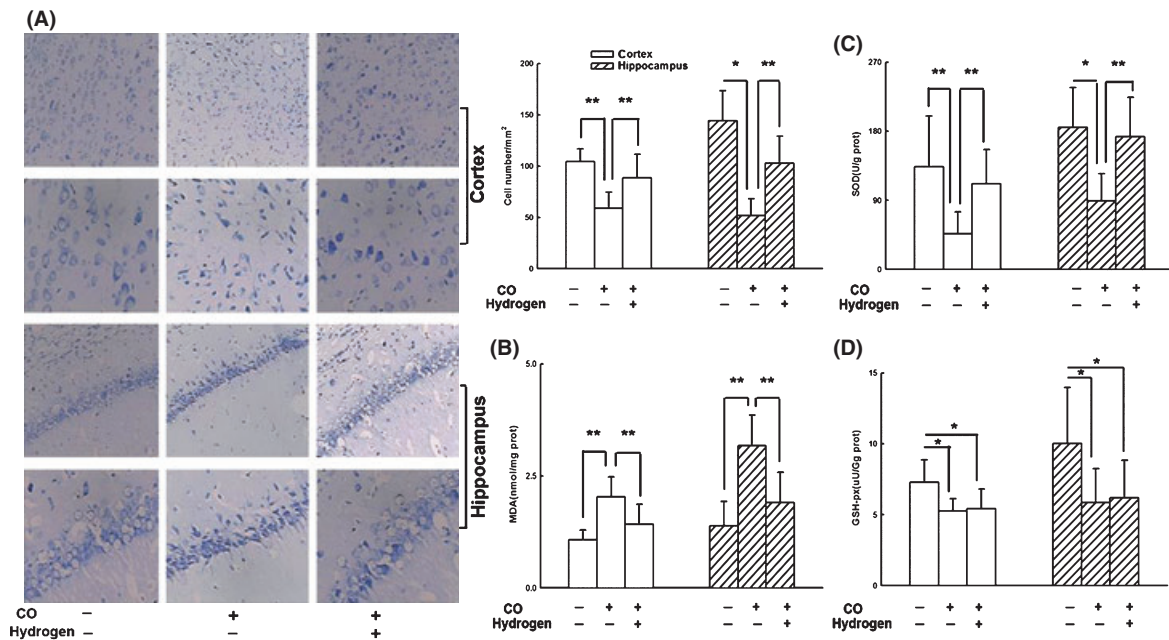 (A)
Cortex
Hippocampus
CO − + +
Hydrogen − − +
Cortex
Hippocampus
200
150
100
50
0
Cell number/mm²
** **
* **
CO − + + − + +
Hydrogen − − + − − +
(B)
5.0
2.5
0.0
MDA(nmol/mg prot)
** **
** **
CO − + + − + +
Hydrogen − − + − − +
(C)
270
180
90
0
SOD(U/g prot)
** **
* **
CO − + + − + +
Hydrogen − − + − − +
(D)
15
10
5
0
GSH-px(uU/Gg prot)
*
*
*
*
CO − + + − + +
Hydrogen − − + − − +